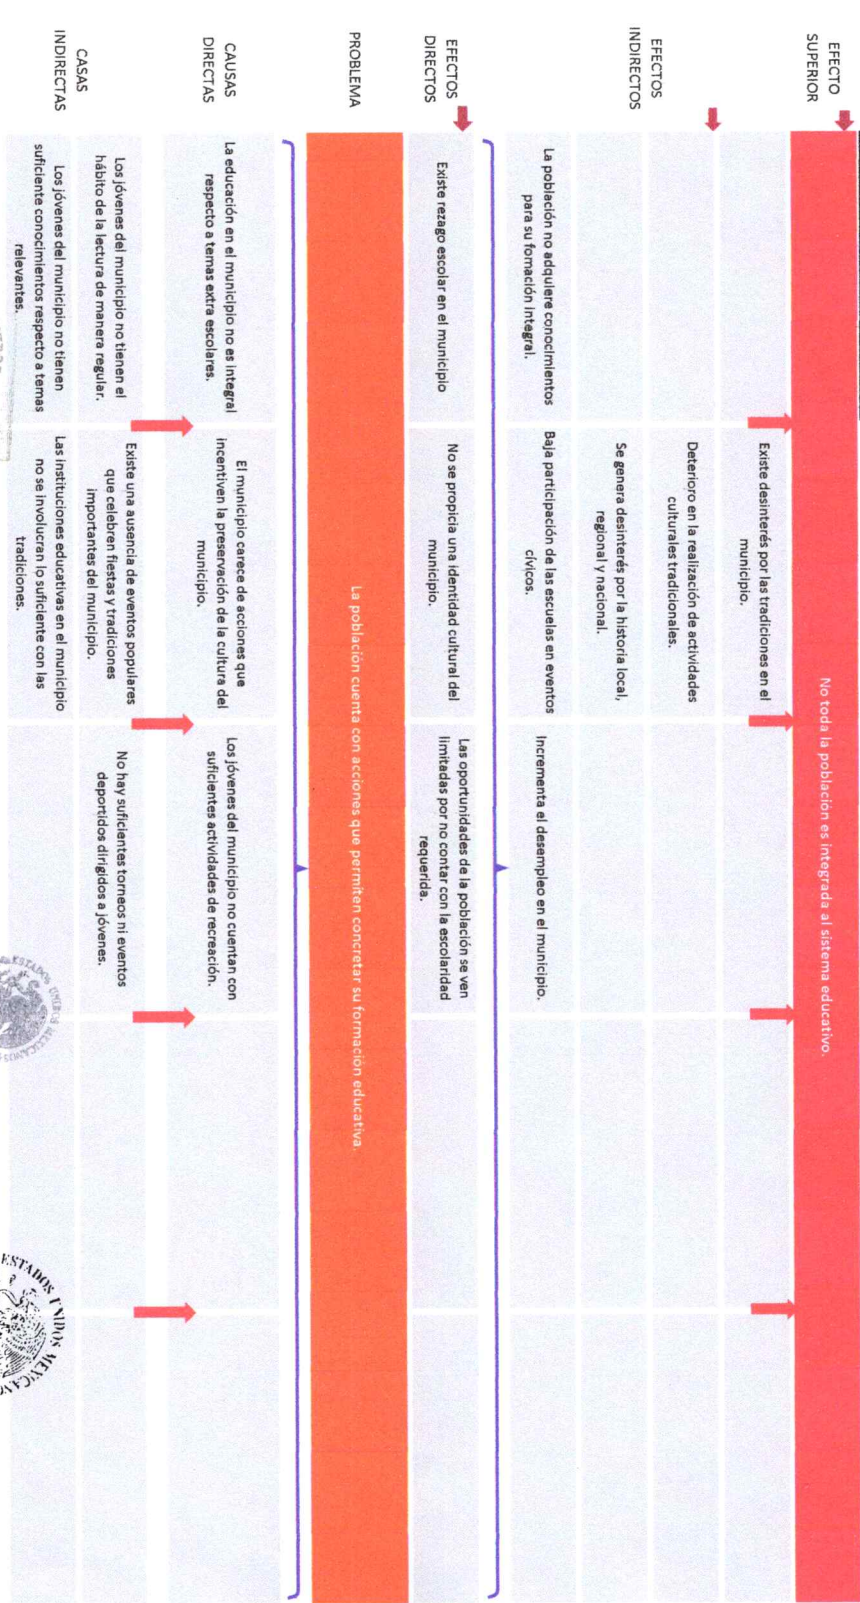 EFECTO
SUPERIOR
No toda la población es integrada al sistema educativo.
EFECTOS
INDIRECTOS
Existe desinterés por las tradiciones en el
municipio.
Deterioro en la realización de actividades
culturales tradicionales.
Se genera desinterés por la historia local,
regional y nacional.
La población no adquiere conocimientos
para su fomación integral.
Baja participación de las escuelas en eventos
cívicos.
Incrementa el desempleo en el municipio.
EFECTOS
DIRECTOS
Existe rezago escolar en el municipio
No se propicia una identidad cultural del
municipio.
Las oportunidades de la población se ven
limitadas por no contar con la escolaridad
requerida.
PROBLEMA
La población cuenta con acciones que permiten concretar su formación educativa.
CAUSAS
DIRECTAS
La educación en el municipio no es integral
respecto a temas extra escolares.
El municipio carece de acciones que
incentiven la preservación de la cultura del
municipio.
Los jóvenes del municipio no cuentan con
suficientes actividades de recreación.
CASAS
INDIRECTAS
Los jóvenes del municipio no tienen el
hábito de la lectura de manera regular.
Existe una ausencia de eventos populares
que celebren fiestas y tradiciones
importantes del municipio.
No hay suficientes torneos ni eventos
deportidos dirigidos a jóvenes.
Los jóvenes del municipio no tienen
suficiente conocimientos respecto a temas
relevantes.
Las instituciones educativas en el municipio
no se involucran lo suficiente con las
tradiciones.
ESTADOS UNIDOS MEXICANOS
ESTADOS UNIDOS MEXICANO